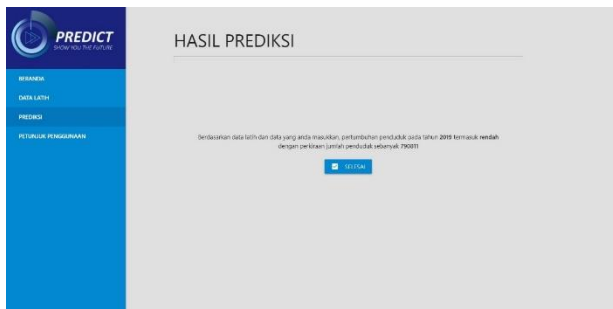 PREDICT
SHOW YOU THE FUTURE
HASIL PREDIKSI
BERANDA
DATA LATIH
PREDIKSI
PETUNJUK PENGGUNAAN
Berdasarkan data latih dan data yang anda masukkan, pertumbuhan penduduk pada tahun 2019 termasuk rendah
dengan perkiraan jumlah penduduk sebanyak 790811
SELESAI